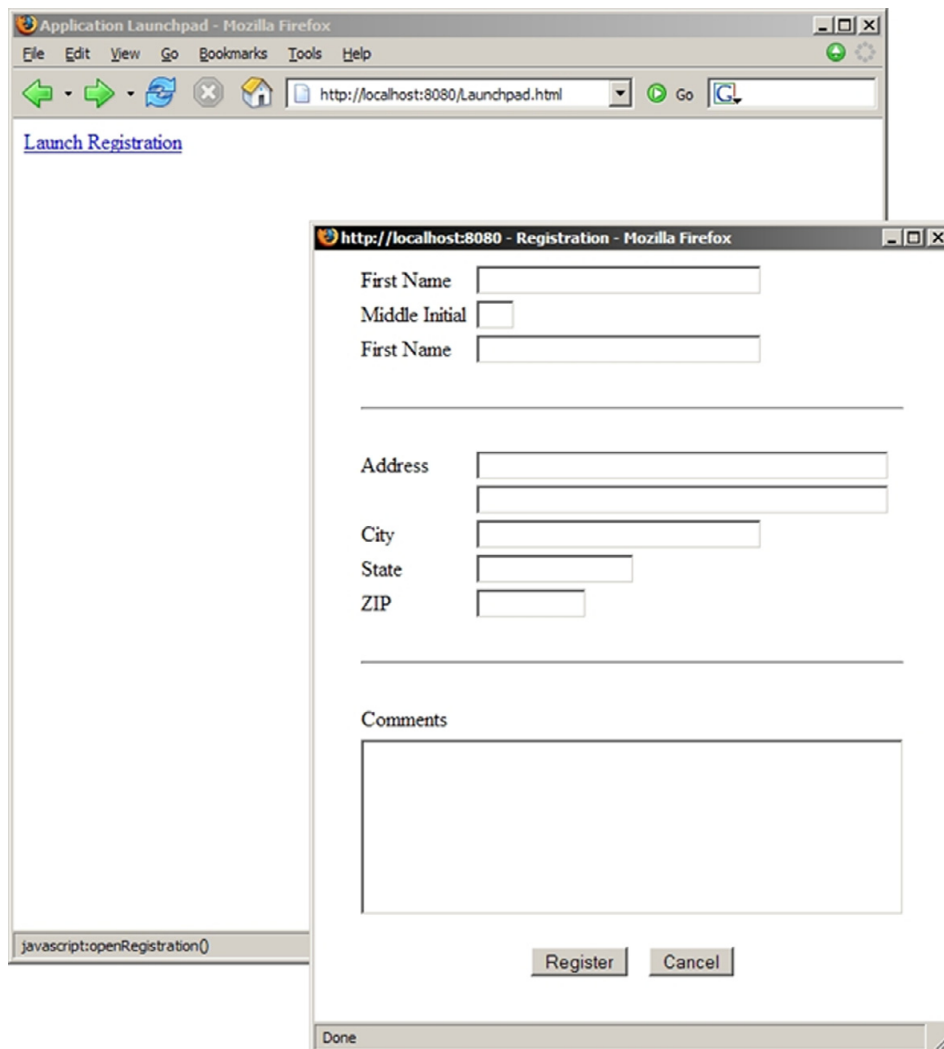 Application Launchpad - Mozilla Firefox
File Edit View Go Bookmarks Tools Help
http://localhost:8080/Launchpad.html Go G
Launch Registration
http://localhost:8080 - Registration - Mozilla Firefox
First Name
Middle Initial
First Name
Address
City
State
ZIP
Comments
Register Cancel
Done
javascript:openRegistration()